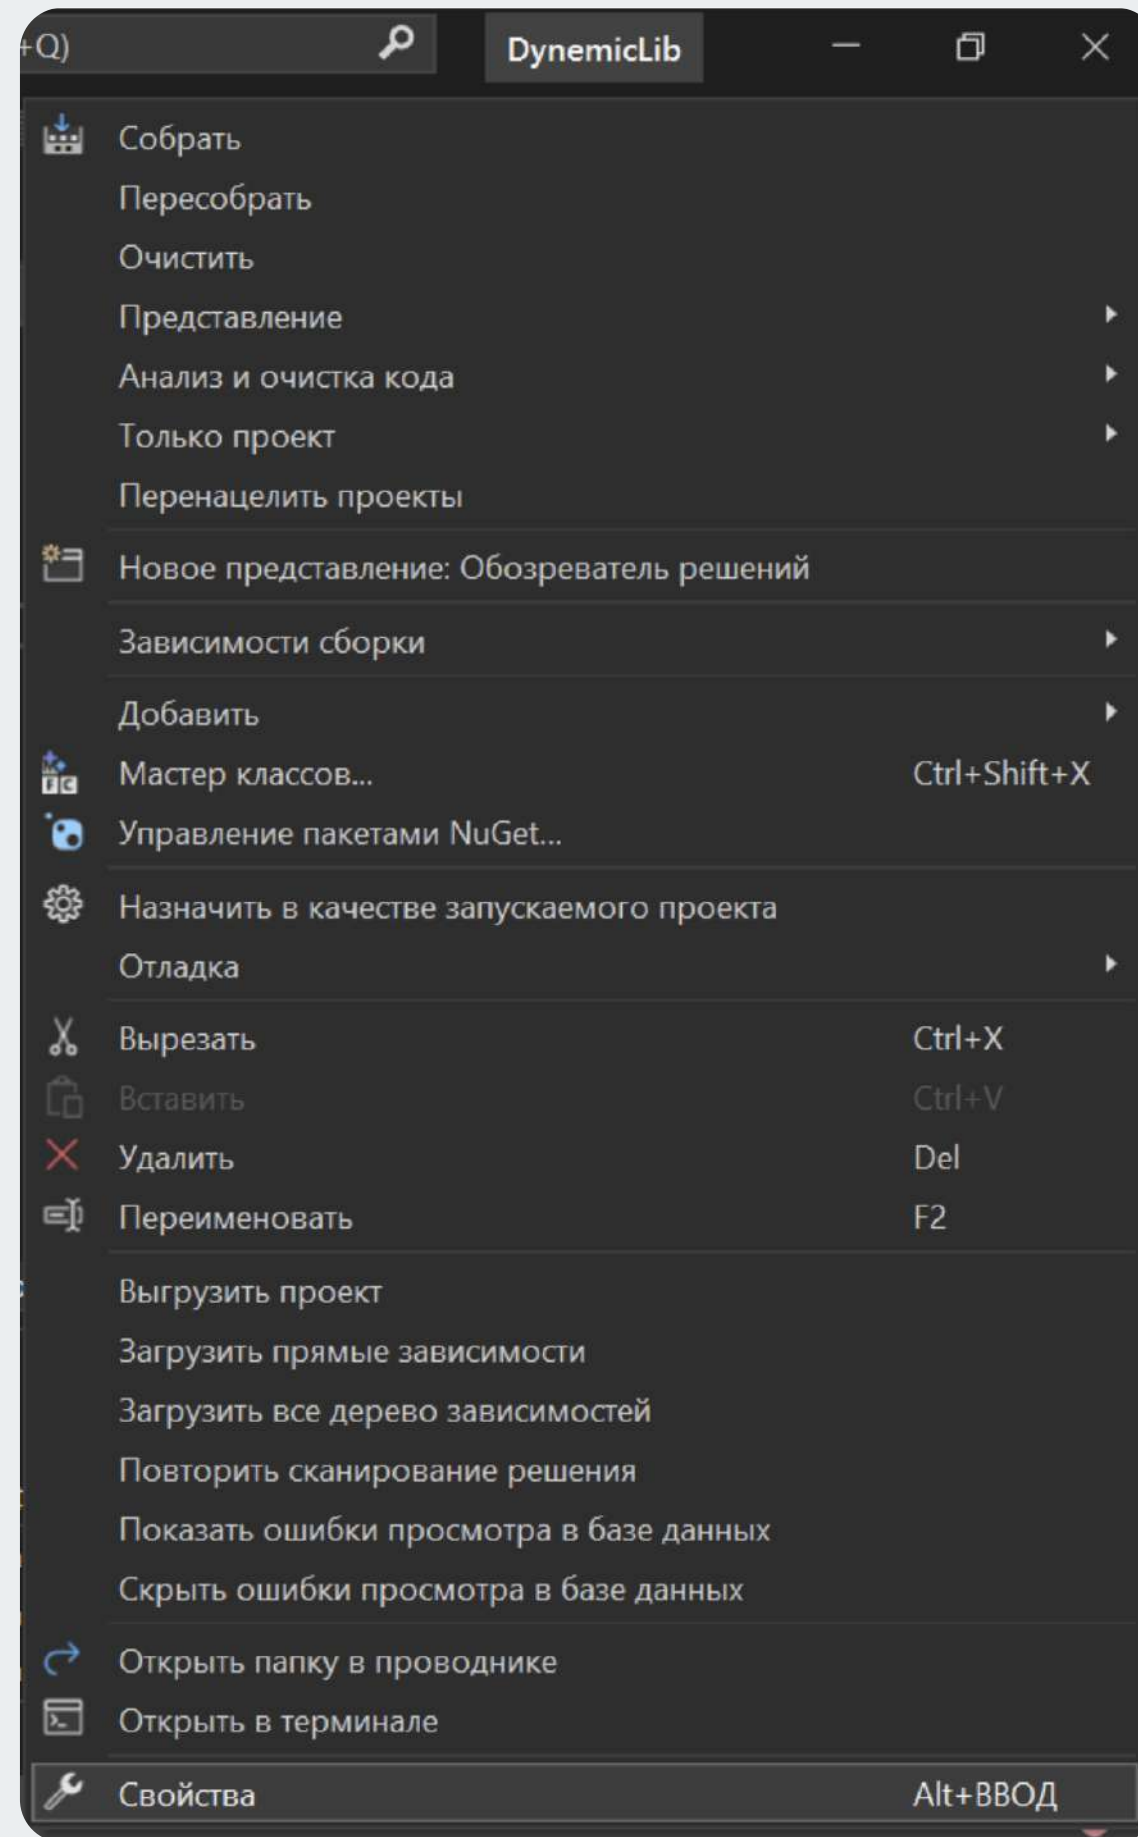 +Q)
DynemicLib
Собрать
Пересобрать
Очистить
Представление
Анализ и очистка кода
Только проект
Перенацелить проекты
Новое представление: Обозреватель решений
Зависимости сборки
Добавить
Мастер классов... Ctrl+Shift+X
Управление пакетами NuGet...
Назначить в качестве запускаемого проекта
Отладка
Вырезать Ctrl+X
Вставить Ctrl+V
Удалить Del
Переименовать F2
Выгрузить проект
Загрузить прямые зависимости
Загрузить все дерево зависимостей
Повторить сканирование решения
Показать ошибки просмотра в базе данных
Скрыть ошибки просмотра в базе данных
Открыть папку в проводнике
Открыть в терминале
Свойства Alt+ВВОД